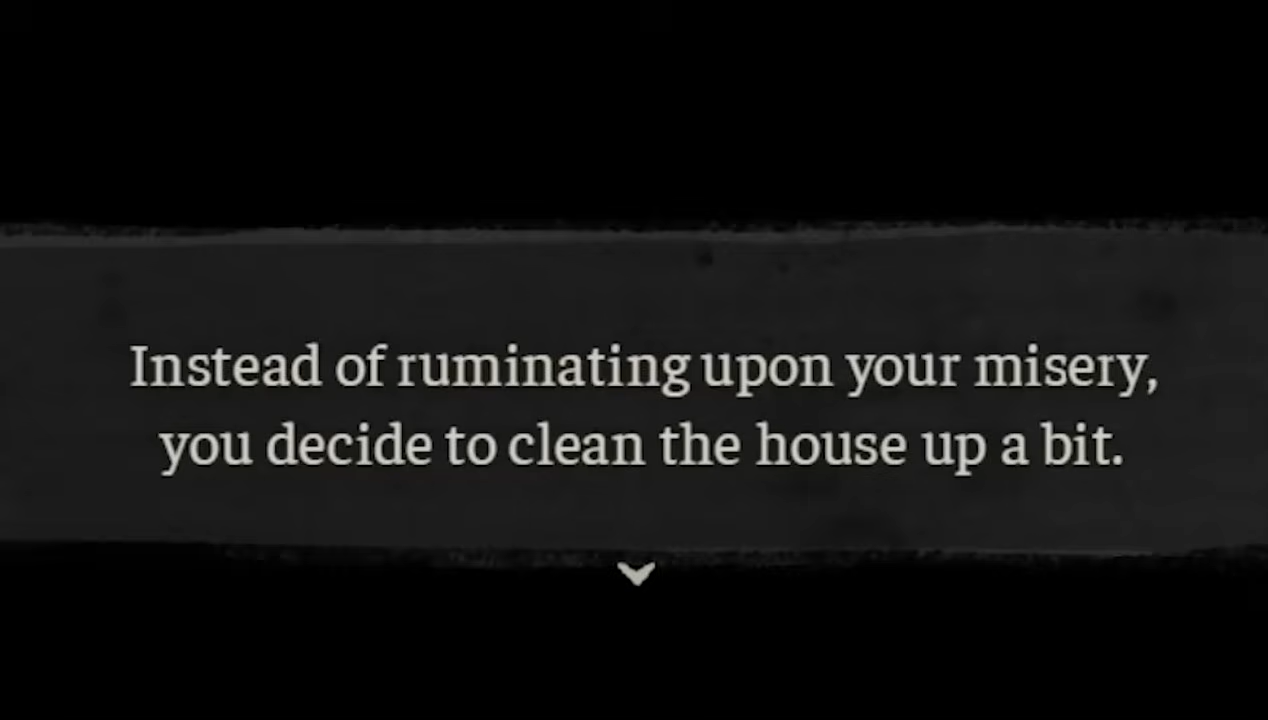 Instead of ruminating upon your misery,
you decide to clean the house up a bit.